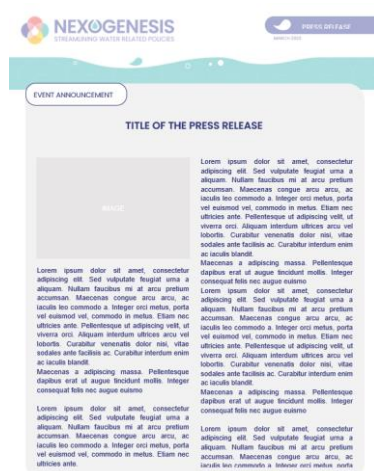 NEXOGENESIS
STREAMLINING WATER RELATED POLICIES
PRESS RELEASE
EVENT ANNOUNCEMENT
TITLE OF THE PRESS RELEASE
IMAGE
Lorem ipsum dolor sit amet, consectetur
adipiscing elit. Sed vulputate feugiat urna a
aliquam. Nullam faucibus mi at arcu pretium
accumsan. Maecenas congue arcu arcu, ac
iaculis leo commodo a. Integer orci metus, porta
vel euismod vel, commodo in metus. Etiam nec
ultricies ante. Pellentesque ut adipiscing velit, ut
viverra orci. Aliquam interdum ultrices arcu vel
lobortis. Curabitur venenatis dolor nisi, vitae
sodales ante facilisis ac. Curabitur interdum enim
ac iaculis blandit.
Maecenas a adipiscing massa. Pellentesque
dapibus erat ut augue tincidunt mollis. Integer
consequat felis nec augue euismo
Lorem ipsum dolor sit amet, consectetur
adipiscing elit. Sed vulputate feugiat urna a
aliquam. Nullam faucibus mi at arcu pretium
accumsan. Maecenas congue arcu arcu, ac
iaculis leo commodo a. Integer orci metus, porta
vel euismod vel, commodo in metus. Etiam nec
ultricies ante.
Lorem ipsum dolor sit amet, consectetur
adipiscing elit. Sed vulputate feugiat urna a
aliquam. Nullam faucibus mi at arcu pretium
accumsan. Maecenas congue arcu arcu, ac
iaculis leo commodo a. Integer orci metus, porta
vel euismod vel, commodo in metus. Etiam nec
ultricies ante. Pellentesque ut adipiscing velit, ut
viverra orci. Aliquam interdum ultrices arcu vel
lobortis. Curabitur venenatis dolor nisi, vitae
sodales ante facilisis ac. Curabitur interdum enim
ac iaculis blandit.
Maecenas a adipiscing massa. Pellentesque
dapibus erat ut augue tincidunt mollis. Integer
consequat felis nec augue euismo
Lorem ipsum dolor sit amet, consectetur
adipiscing elit. Sed vulputate feugiat urna a
aliquam. Nullam faucibus mi at arcu pretium
accumsan. Maecenas congue arcu arcu, ac
iaculis leo commodo a. Integer orci metus, porta
vel euismod vel, commodo in metus. Etiam nec
ultricies ante. Pellentesque ut adipiscing velit, ut
viverra orci. Aliquam interdum ultrices arcu vel
lobortis. Curabitur venenatis dolor nisi, vitae
sodales ante facilisis ac. Curabitur interdum enim
ac iaculis blandit.
Maecenas a adipiscing massa. Pellentesque
dapibus erat ut augue tincidunt mollis. Integer
consequat felis nec augue euismo
Lorem ipsum dolor sit amet, consectetur
adipiscing elit. Sed vulputate feugiat urna a
aliquam. Nullam faucibus mi at arcu pretium
accumsan. Maecenas congue arcu arcu, ac
iaculis leo commodo a. Integer orci metus, porta